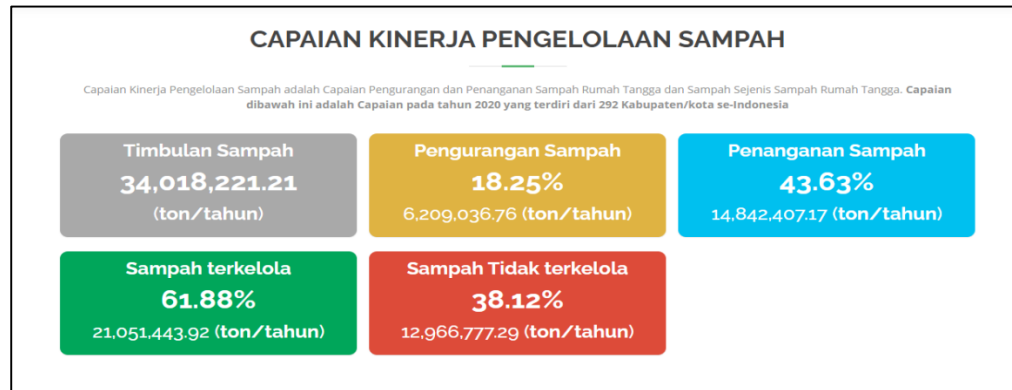 CAPAIAN KINERJA PENGELOLAAN SAMPAH
Capaian Kinerja Pengelolaan Sampah adalah Capaian Pengurangan dan Penanganan Sampah Rumah Tangga dan Sampah Sejenis Sampah Rumah Tangga. Capaian
dibawah ini adalah Capaian pada tahun 2020 yang terdiri dari 292 Kabupaten/kota se-Indonesia
Timbulan Sampah
34,018,221.21
(ton/tahun)
Pengurangan Sampah
18.25%
6,209,036.76 (ton/tahun)
Penanganan Sampah
43.63%
14,842,407.17 (ton/tahun)
Sampah terkelola
61.88%
21,051,443.92 (ton/tahun)
Sampah Tidak terkelola
38.12%
12,966,777.29 (ton/tahun)